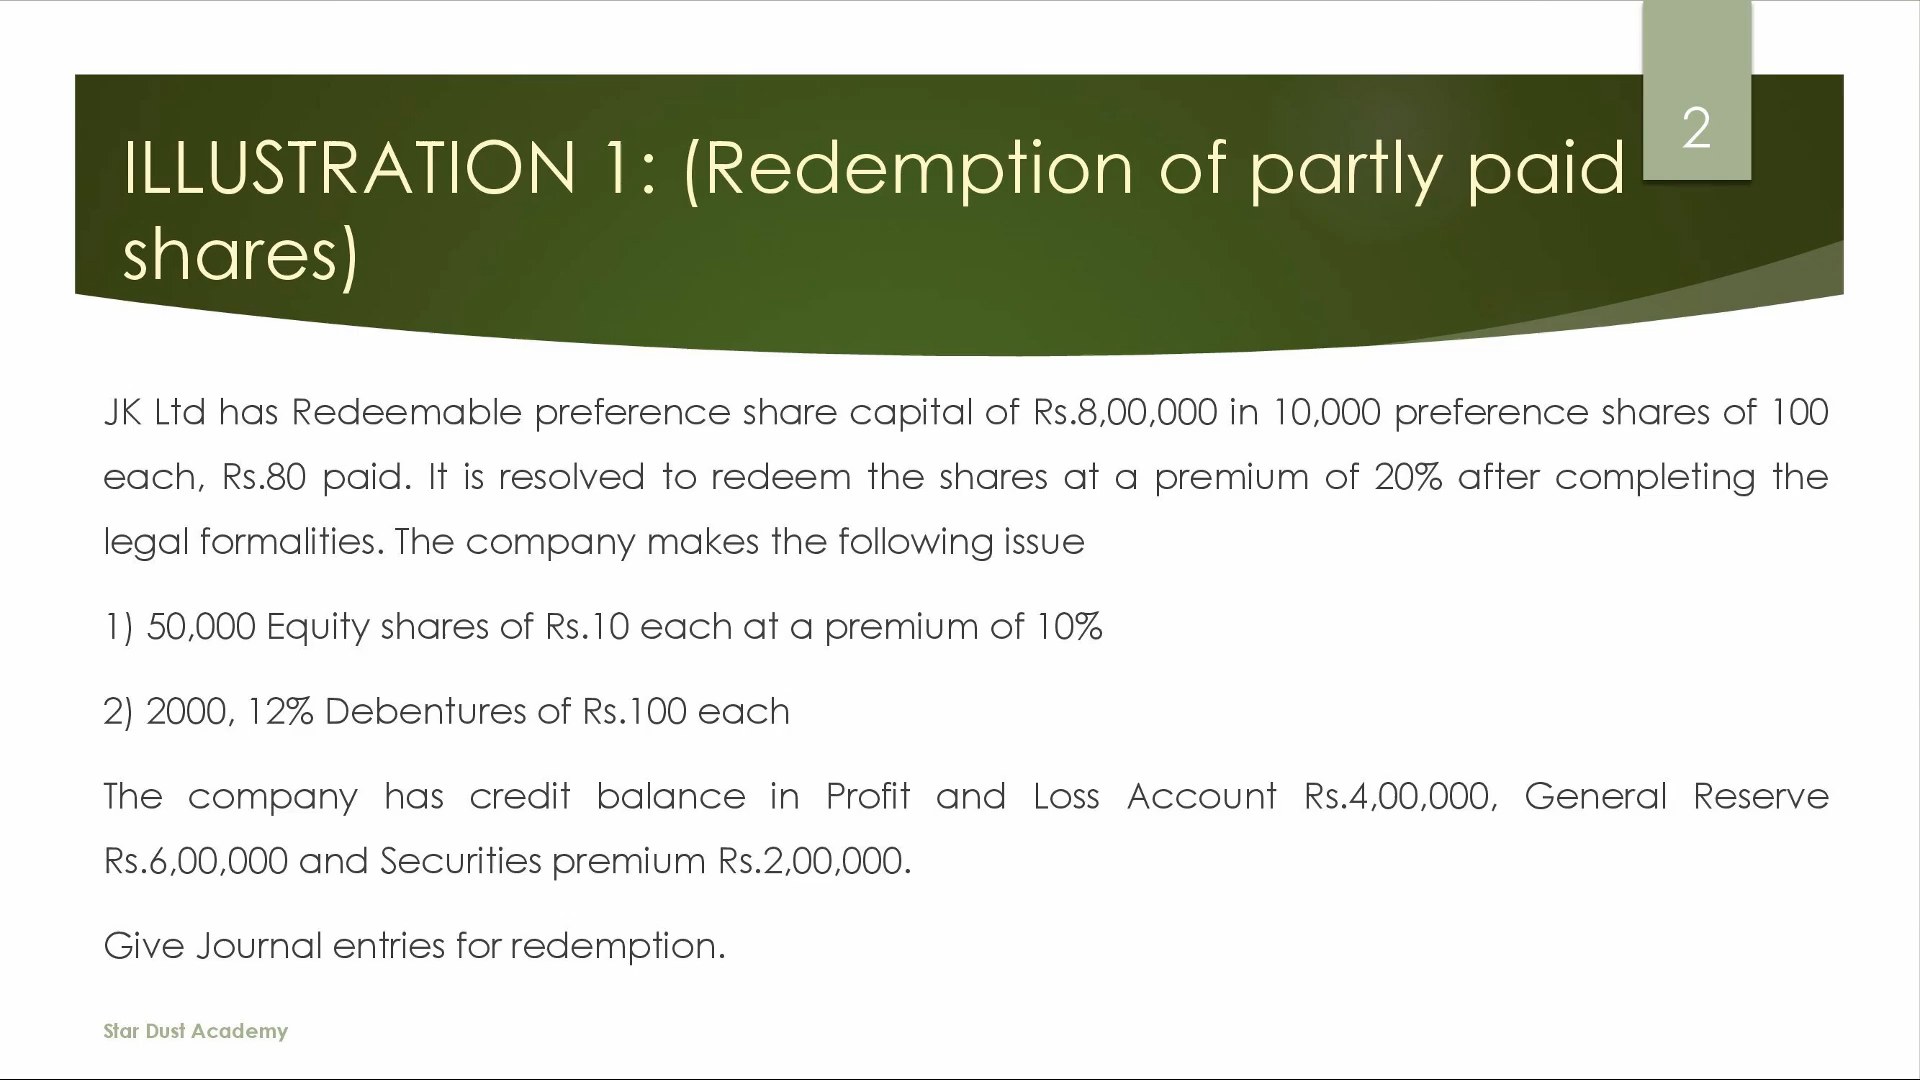 2
ILLUSTRATION 1: (Redemption of partly paid
shares)
JK Ltd has Redeemable preference share capital of Rs.8,00,000 in 10,000 preference shares of 100
each, Rs.80 paid. It is resolved to redeem the shares at a premium of 20% after completing the
legal formalities. The company makes the following issue
1) 50,000 Equity shares of Rs.10 each at a premium of 10%
2) 2000, 12% Debentures of Rs.100 each
The company has credit balance in Profit and Loss Account Rs.4,00,000, General Reserve
Rs.6,00,000 and Securities premium Rs.2,00,000.
Give Journal entries for redemption.
Star Dust Academy